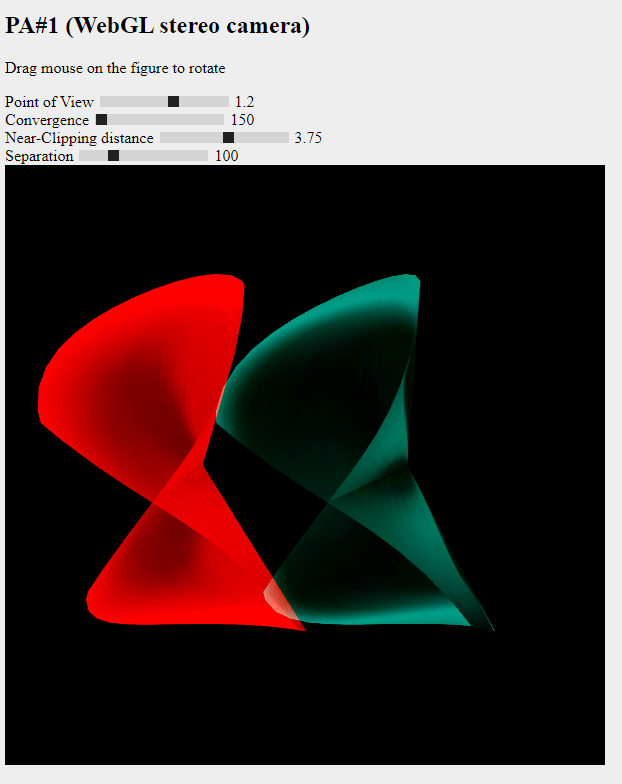 PA#1 (WebGL stereo camera)
Drag mouse on the figure to rotate
Point of View 1.2
Convergence 150
Near-Clipping distance 3.75
Separation 100